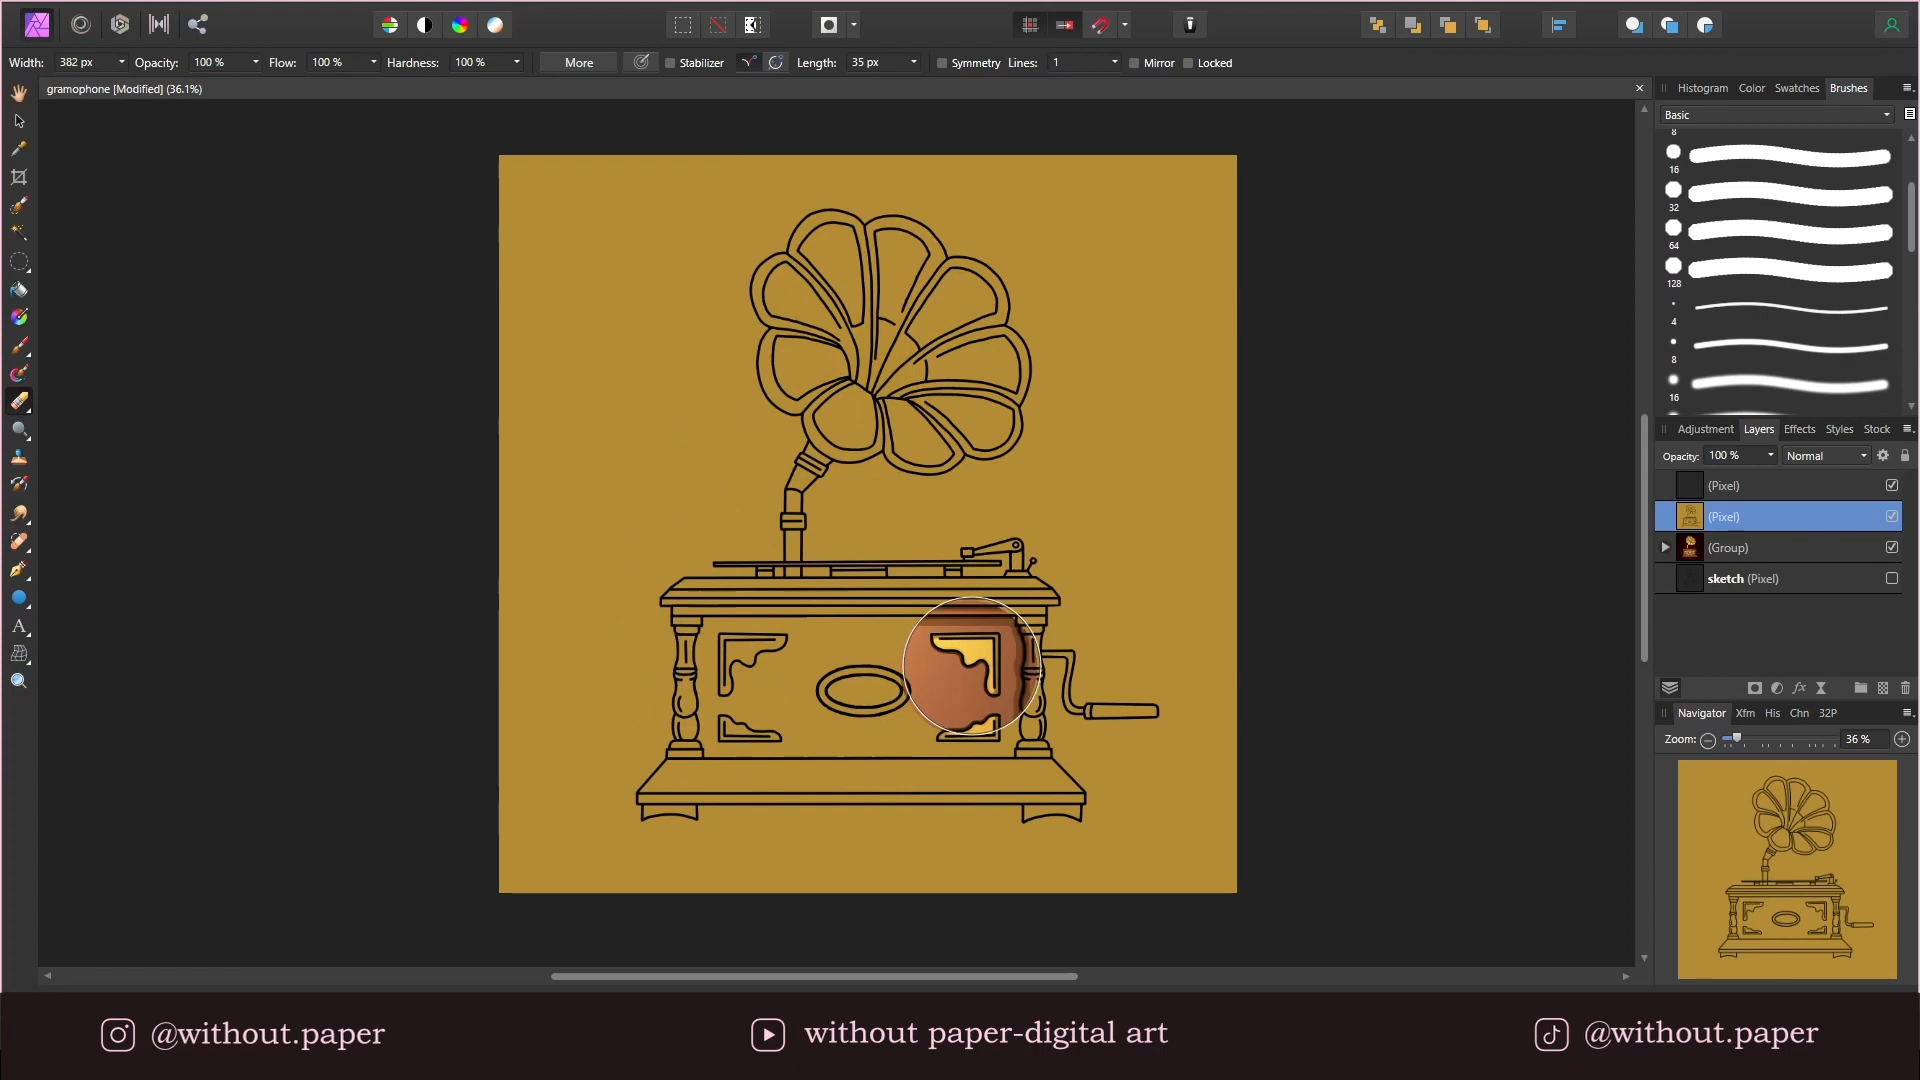 Width: 382 px Opacity: 100 % Flow: 100 % Hardness: 100 % More Stabilizer Length: 35 px Symmetry Lines: 1 Mirror Locked
gramophone [Modified] (36.1%)
Histogram Color Swatches Brushes
Basic
8
16
32
64
128
4
8
16
Adjustment Layers Effects Styles Stock
Opacity: 100 % Normal
(Pixel)
(Pixel)
(Group)
sketch (Pixel)
Navigator Xfm His Chn 32P
Zoom: 36 %
A
@without.paper without paper-digital art @without.paper